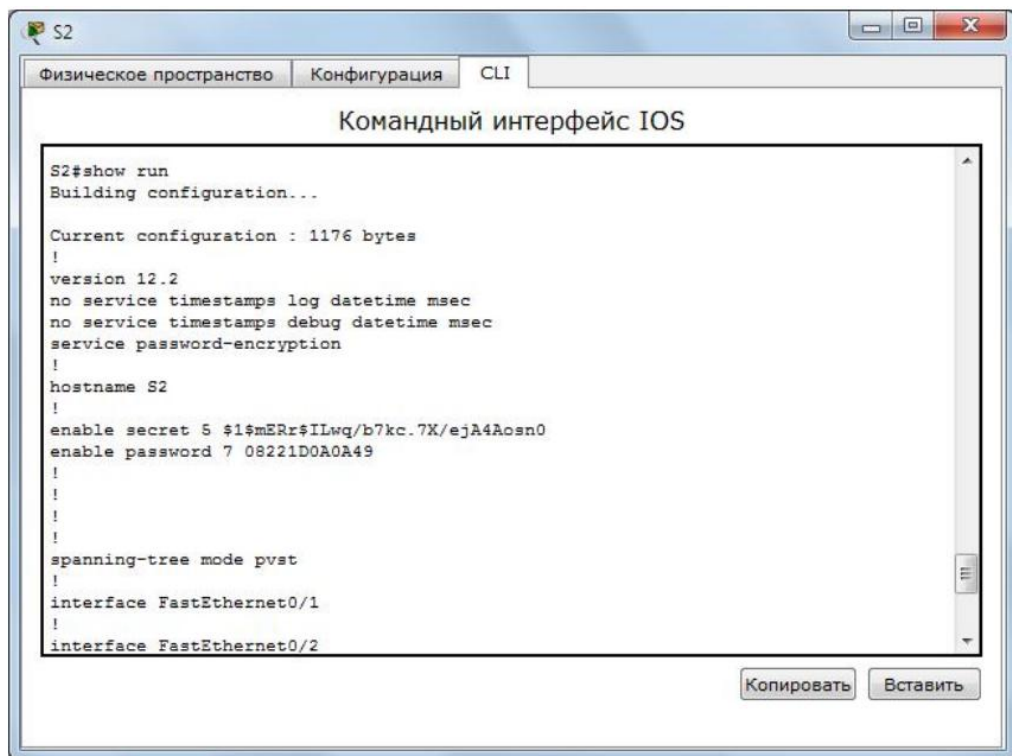 S2
Физическое пространство Конфигурация CLI
Командный интерфейс IOS
S2#show run
Building configuration...
Current configuration : 1176 bytes
!
version 12.2
no service timestamps log datetime msec
no service timestamps debug datetime msec
service password-encryption
!
hostname S2
!
enable secret 5 $1$mERr$ILwq/b7kc.7X/ejA4Aosn0
enable password 7 08221D0A0A49
!
!
!
!
spanning-tree mode pvst
!
interface FastEthernet0/1
!
interface FastEthernet0/2
Копировать Вставить